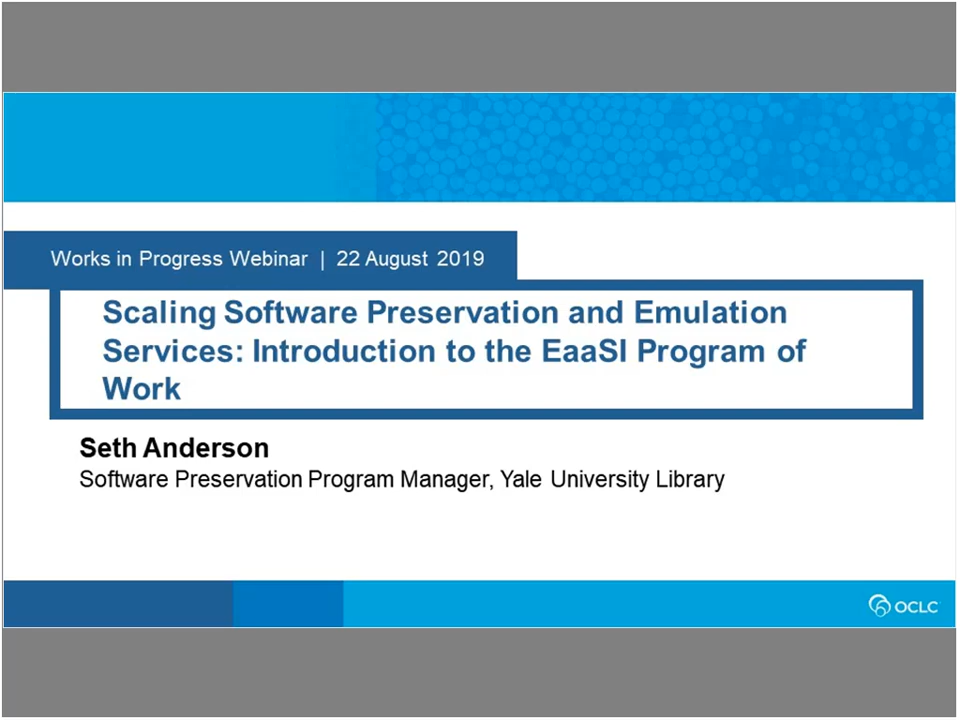 Works in Progress Webinar | 22 August 2019
Scaling Software Preservation and Emulation
Services: Introduction to the EaaSI Program of
Work
Seth Anderson
Software Preservation Program Manager, Yale University Library
OCLC